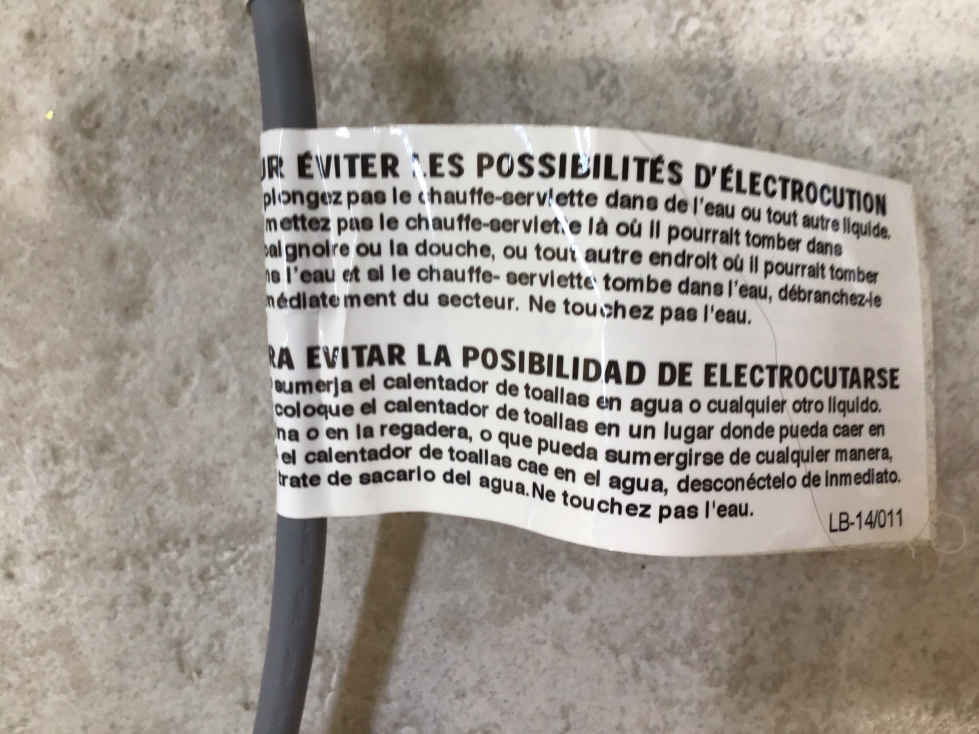 UR ÉVITER LES POSSIBILITÉS D'ÉLECTROCUTION
plongez pas le chauffe-serviette dans de l'eau ou tout autre liquide.
mettez pas le chauffe-serviette là où il pourrait tomber dans
baignoire ou la douche, ou tout autre endroit où il pourrait tomber
ns l'eau et si le chauffe- serviette tombe dans l'eau, débranchez-le
médiatement du secteur. Ne touchez pas l'eau.
RA EVITAR LA POSIBILIDAD DE ELECTROCUTARSE
sumerja el calentador de toallas en agua o cualquier otro liquido.
coloque el calentador de toallas en un lugar donde pueda caer en
na o en la regadera, o que pueda sumergirse de cualquier manera,
el calentador de toallas cae en el agua, desconéctelo de inmediato.
trate de sacarlo del agua. Ne touchez pas l'eau.
LB-14/011